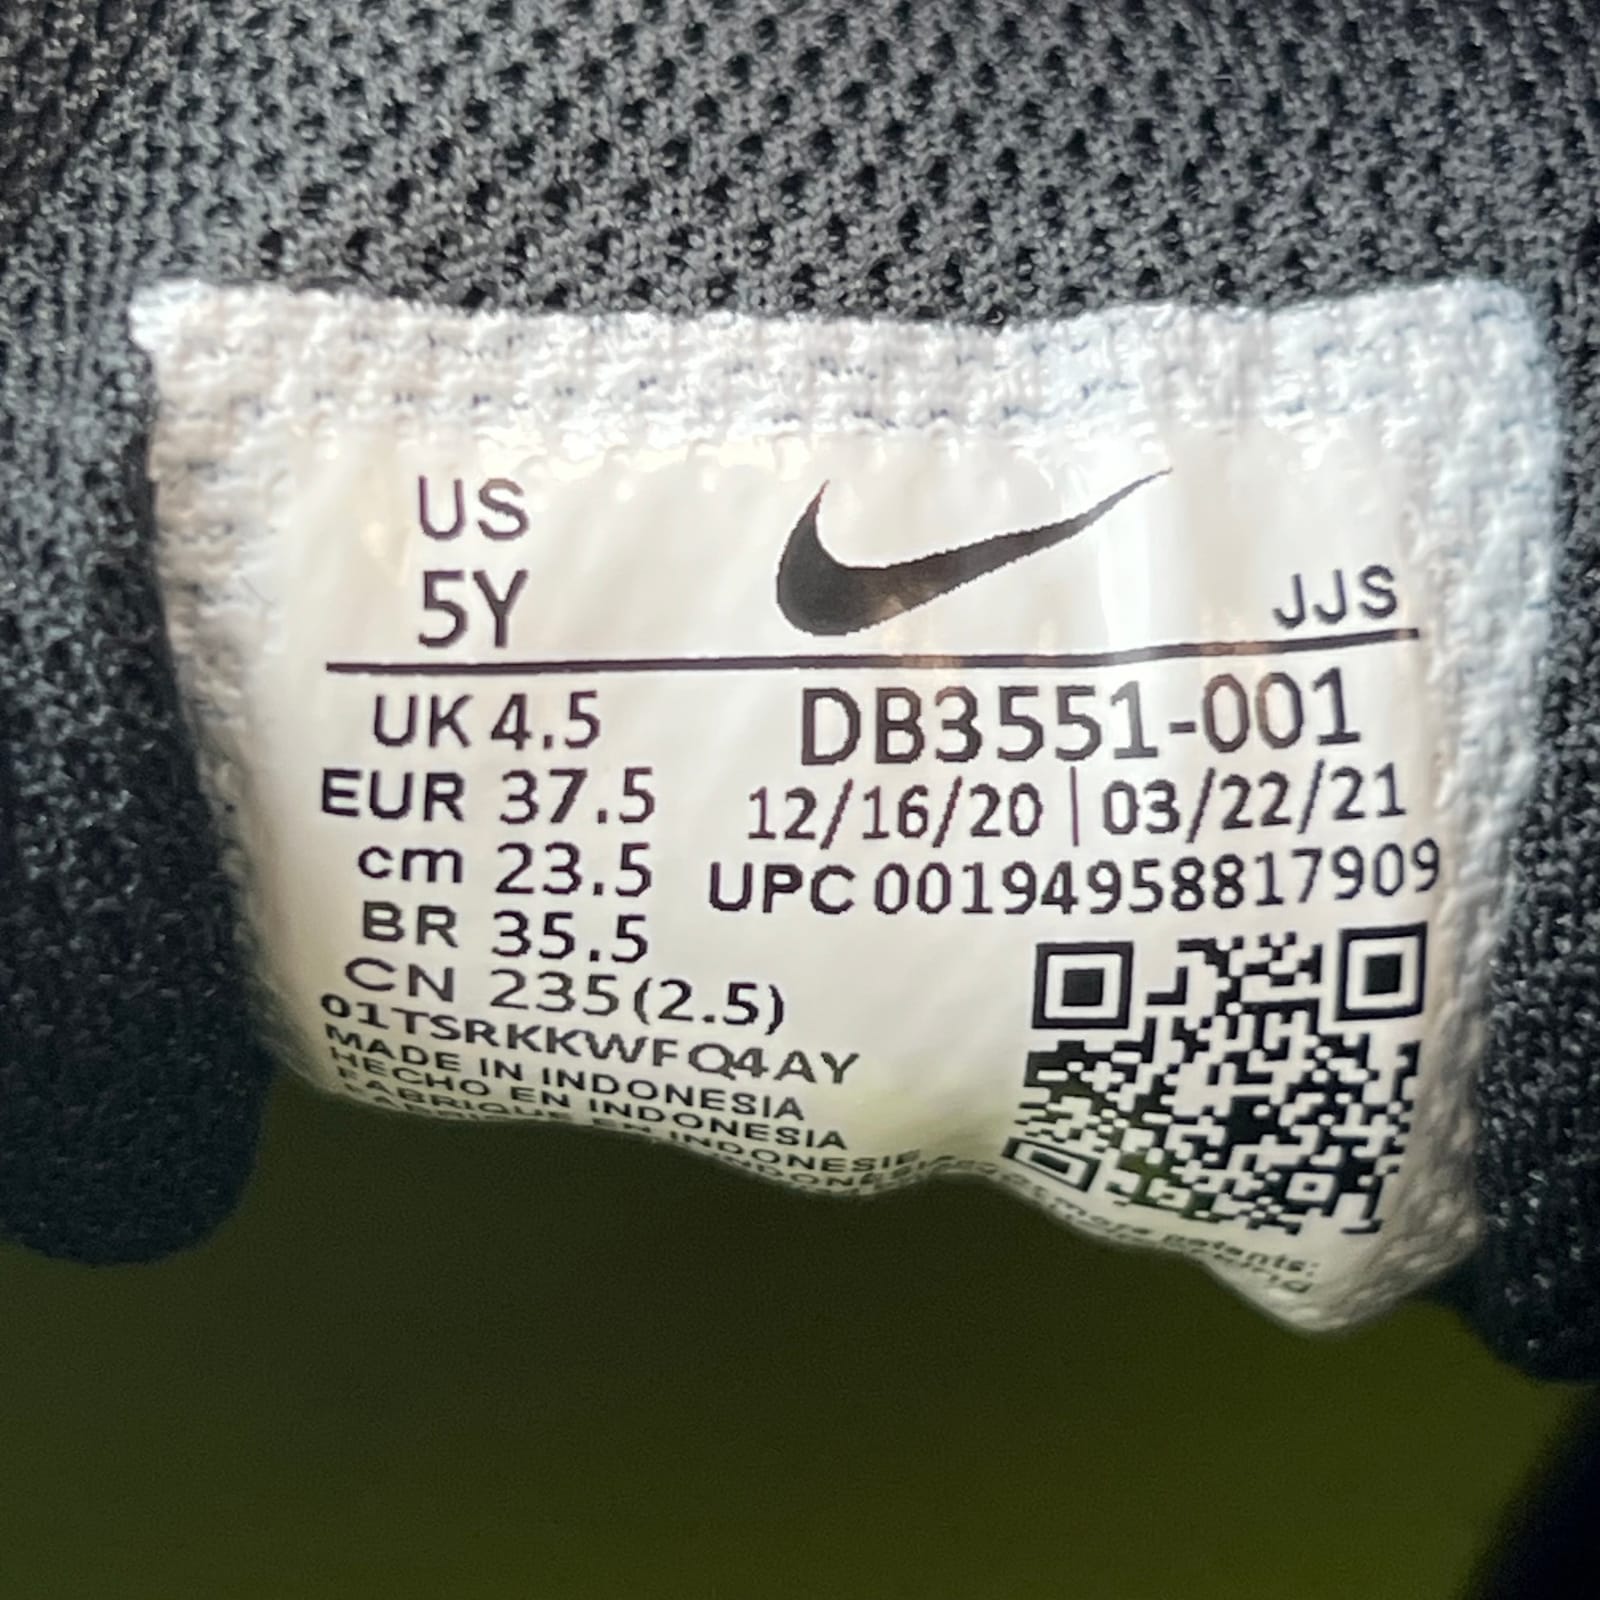 US
5Y
JJS
UK 4.5
EUR 37.5
cm 23.5
BR 35.5
CN 235(2.5)
DB3551-001
12/16/20 | 03/22/21
UPC 00194958817909
01TSRKKWFQ4AY
MADE IN INDONESIA
HECHO EN INDONESIA
FABRIQUE EN INDONESIE
patents: